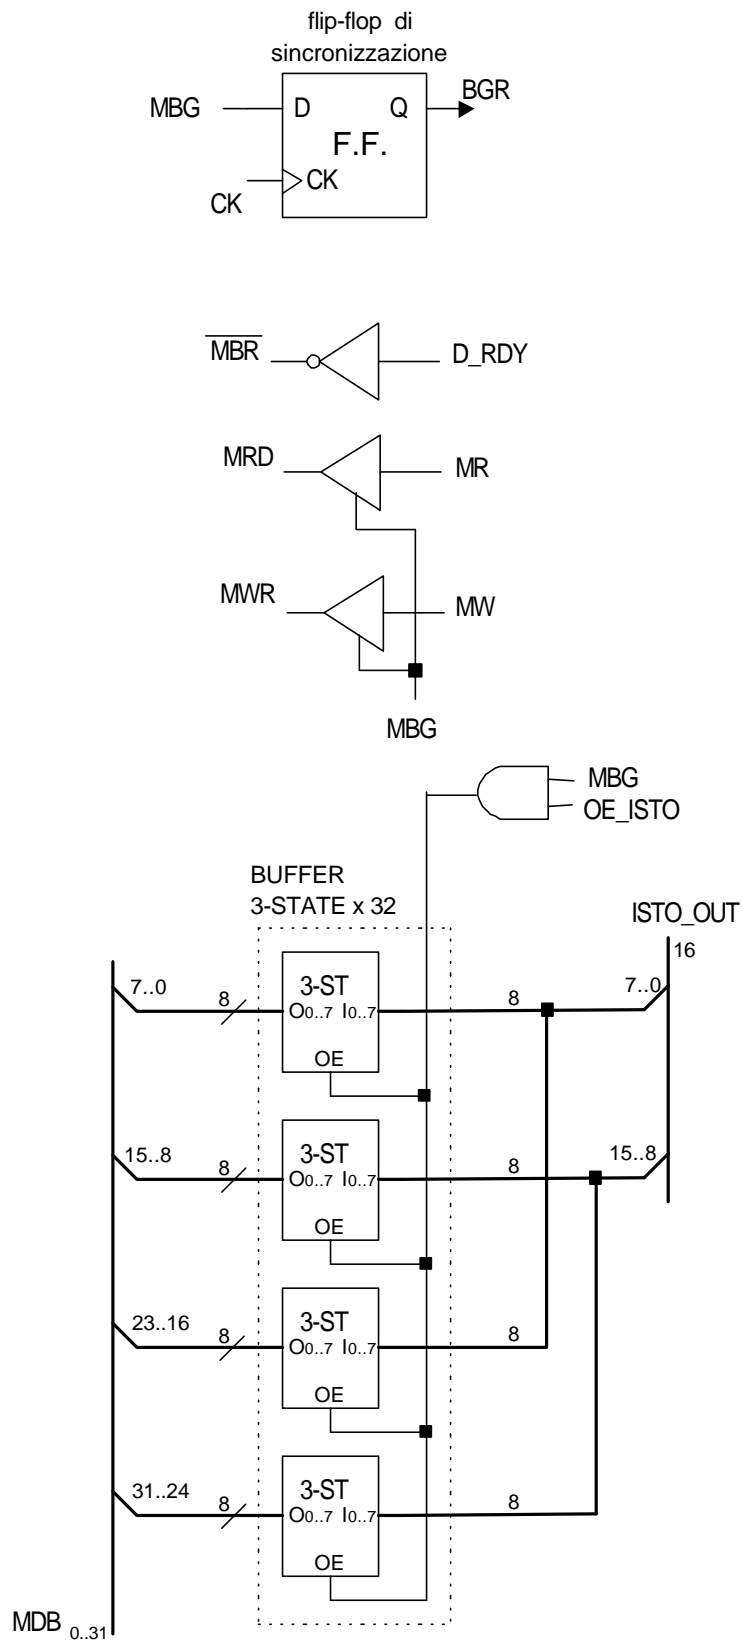 flip-flop di
sincronizzazione
MBG D Q BGR
F.F.
CK
CK
MBR D_RDY
MRD MR
MWR MW
MBG
MBG
OE_ISTO
BUFFER
3-STATE x 32
ISTO_OUT
16
7..0 8 3-ST 8 7..0
O0..7 I0..7
OE
15..8 8 3-ST 8 15..8
O0..7 I0..7
OE
23..16 8 3-ST 8
O0..7 I0..7
OE
31..24 8 3-ST 8
O0..7 I0..7
OE
MDB 0..31